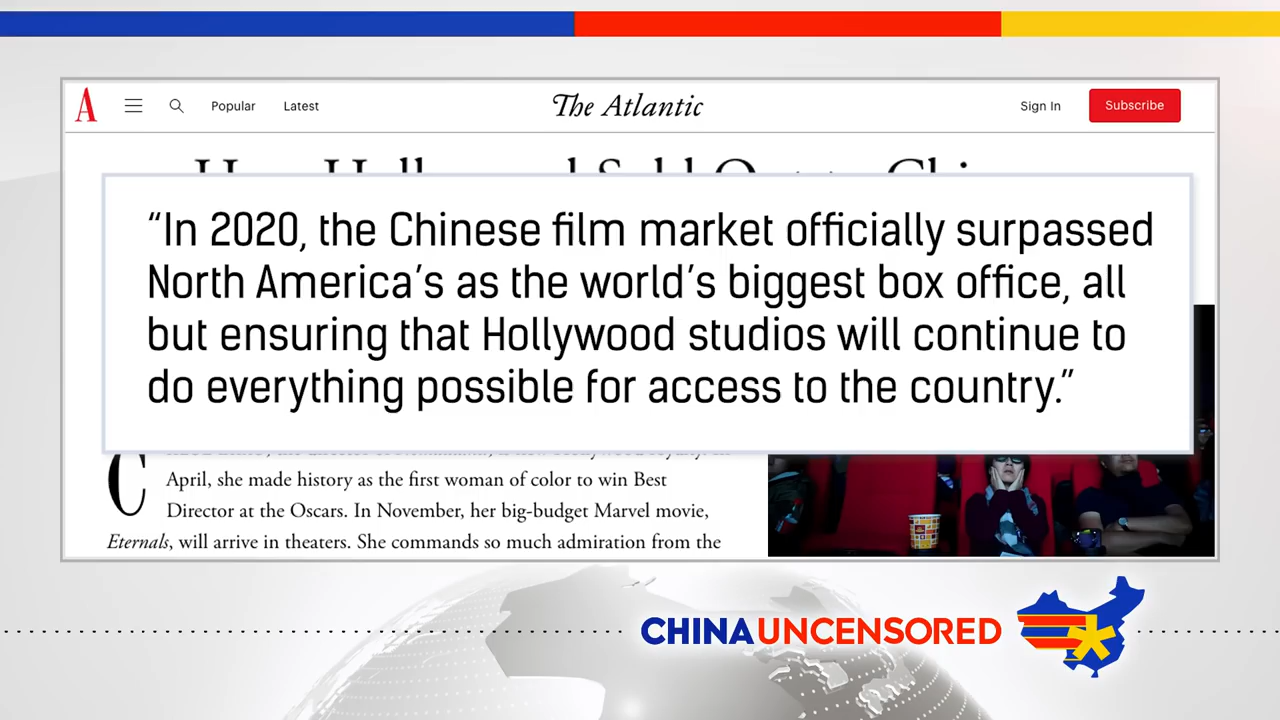 A
Popular
Latest
The Atlantic
Sign In
Subscribe
“In 2020, the Chinese film market officially surpassed
North America’s as the world’s biggest box office, all
but ensuring that Hollywood studios will continue to
do everything possible for access to the country.”
C
April, she made history as the first woman of color to win Best
Director at the Oscars. In November, her big-budget Marvel movie,
Eternals, will arrive in theaters. She commands so much admiration from the
CHINA UNCENSORED